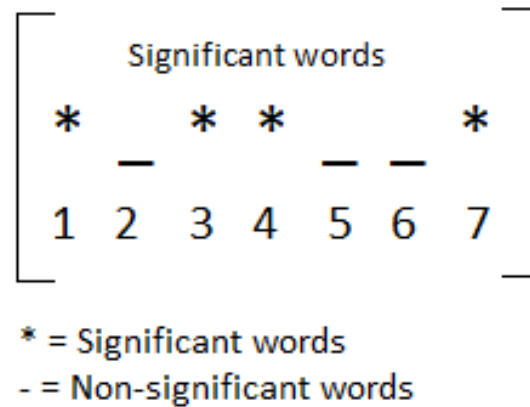 Significant words
* * * *
_ _ _
1 2 3 4 5 6 7
* = Significant words
- = Non-significant words